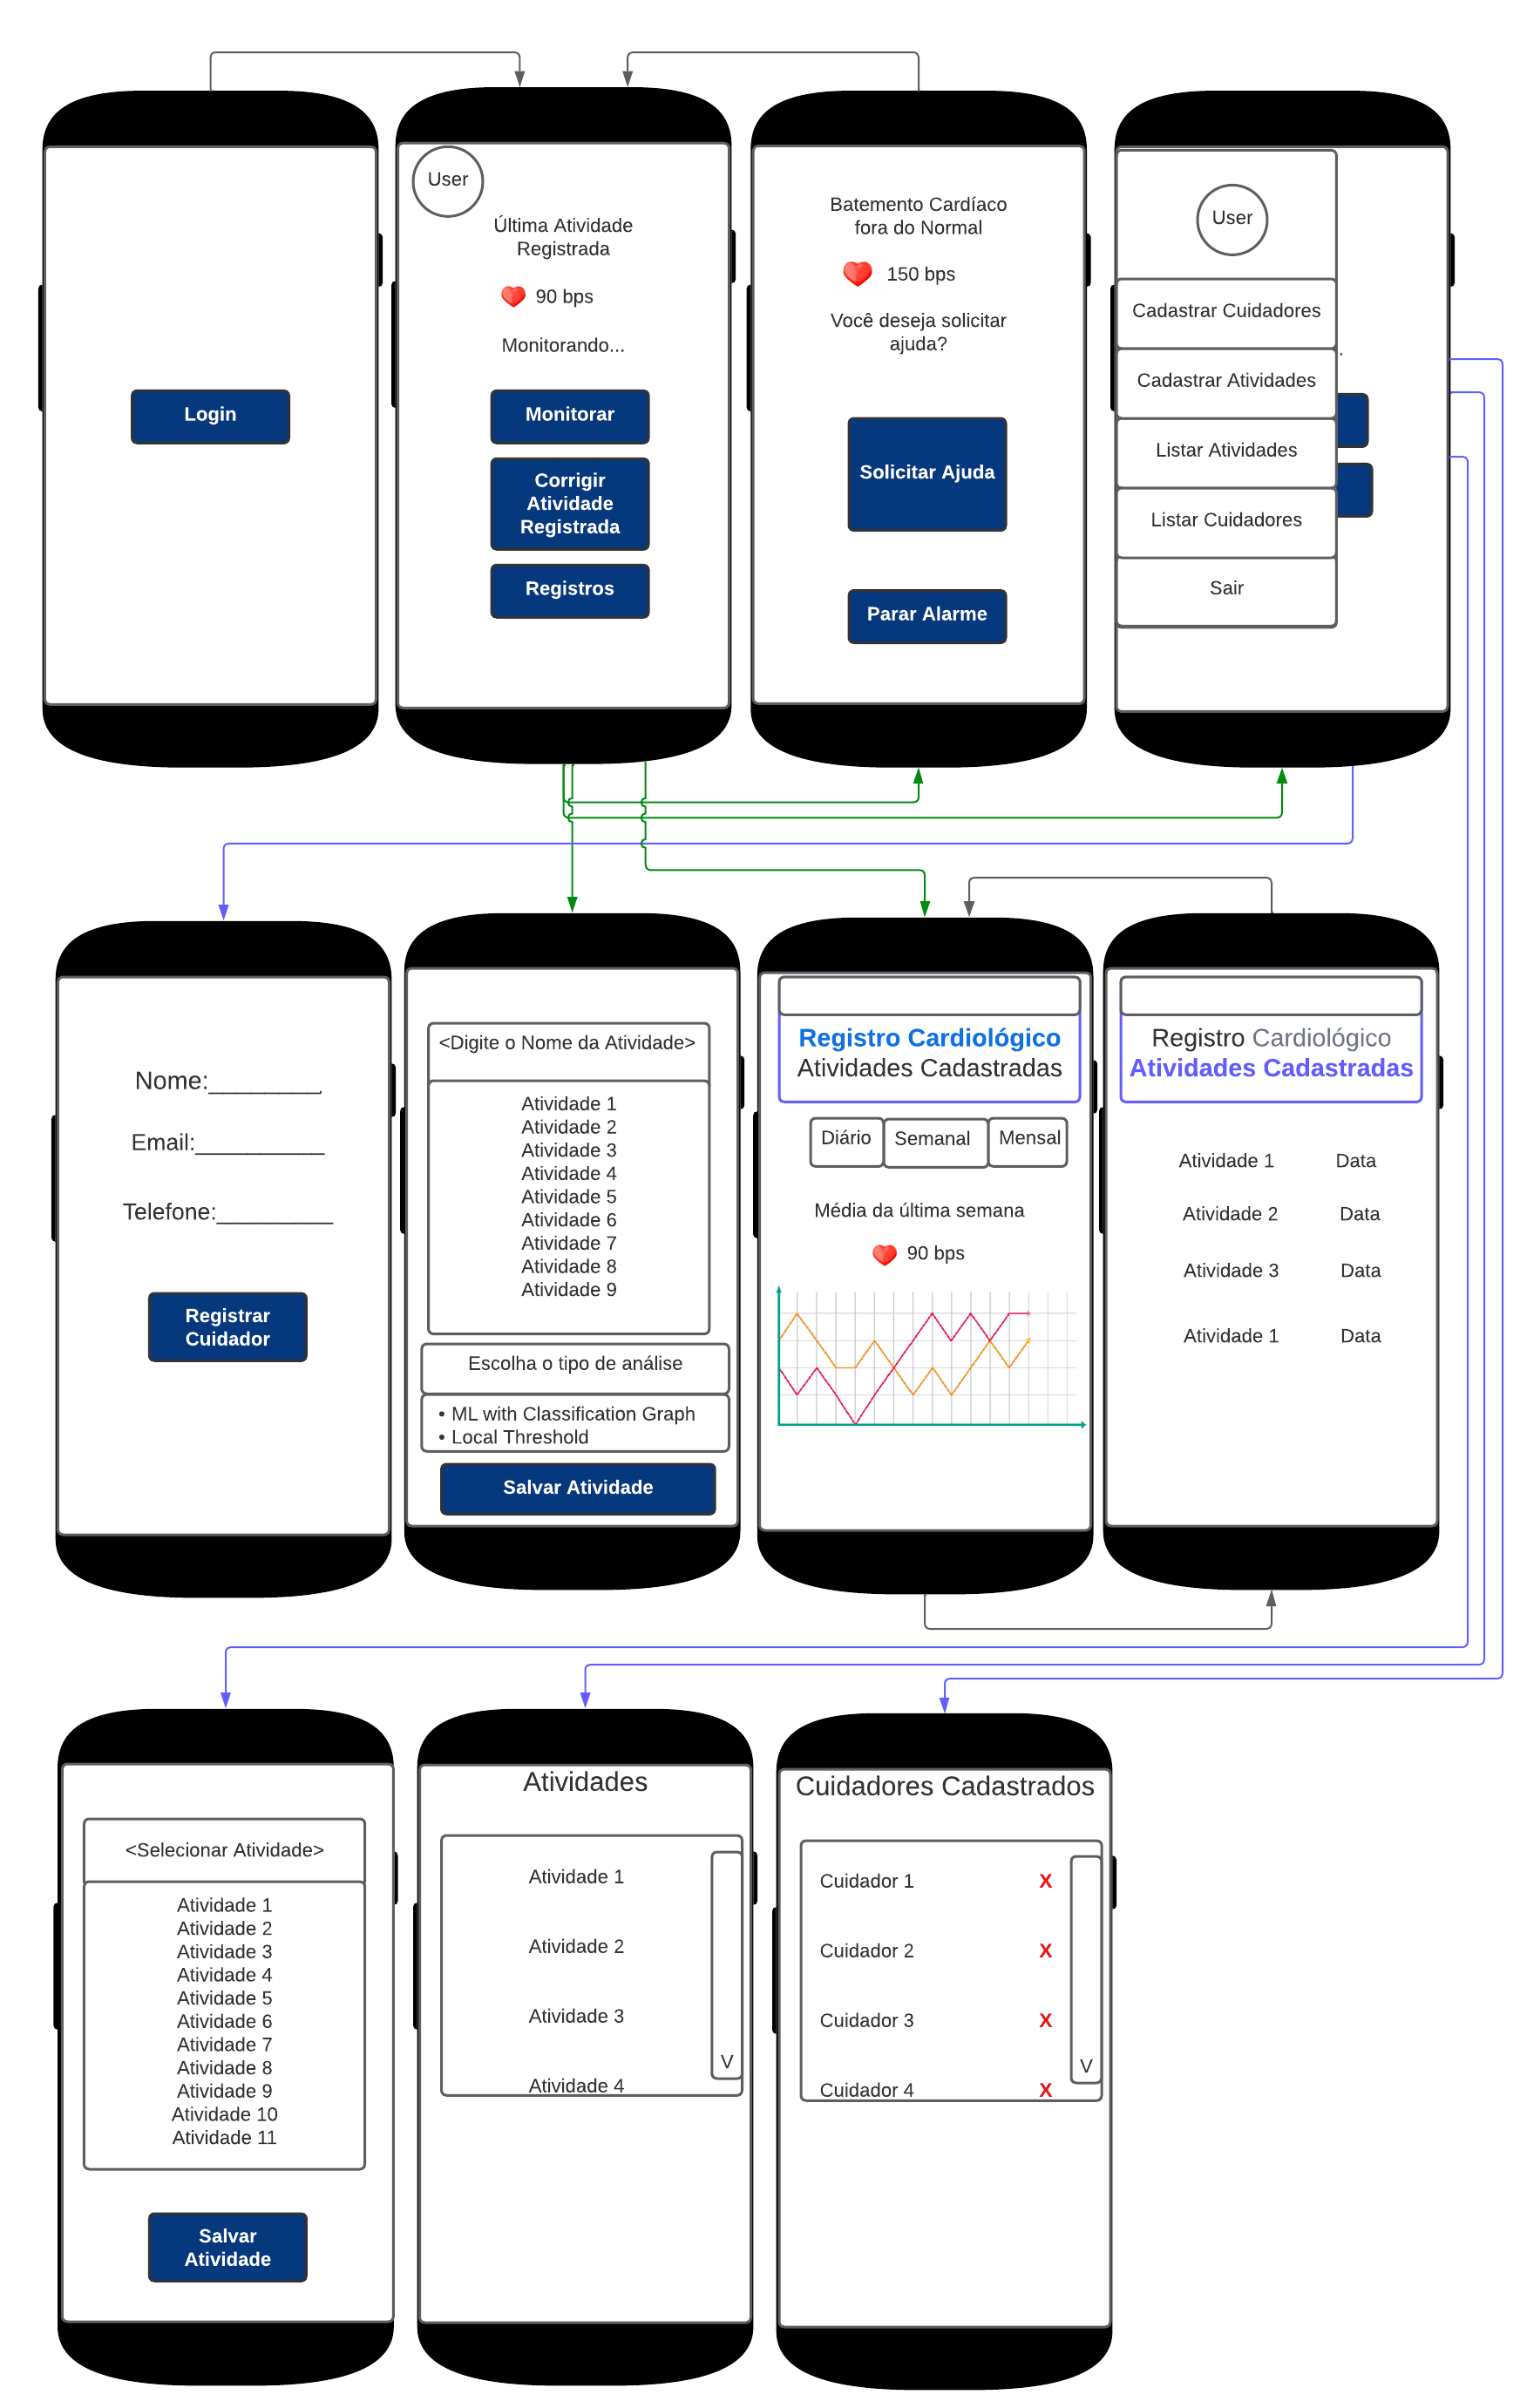 Login
User
Última Atividade
Registrada
90 bps
Monitorando...
Monitorar
Corrigir
Atividade
Registrada
Registros
Batemento Cardíaco
fora do Normal
150 bps
Você deseja solicitar
ajuda?
Solicitar Ajuda
Parar Alarme
User
Cadastrar Cuidadores
Cadastrar Atividades
Listar Atividades
Listar Cuidadores
Sair
.
Nome:________
Email:__________
Telefone:_________
Registrar
Cuidador
<Digite o Nome da Atividade>
Atividade 1
Atividade 2
Atividade 3
Atividade 4
Atividade 5
Atividade 6
Atividade 7
Atividade 8
Atividade 9
Escolha o tipo de análise
• ML with Classification Graph
• Local Threshold
Salvar Atividade
Registro Cardiológico
Atividades Cadastradas
Diário Semanal Mensal
Média da última semana
90 bps
Registro Cardiológico
Atividades Cadastradas
Atividade 1 Data
Atividade 2 Data
Atividade 3 Data
Atividade 1 Data
<Selecionar Atividade>
Atividade 1
Atividade 2
Atividade 3
Atividade 4
Atividade 5
Atividade 6
Atividade 7
Atividade 8
Atividade 9
Atividade 10
Atividade 11
Salvar
Atividade
Atividades
Atividade 1
Atividade 2
Atividade 3
V
Atividade 4
Cuidadores Cadastrados
Cuidador 1 X
Cuidador 2 X
Cuidador 3 X
V
Cuidador 4 X